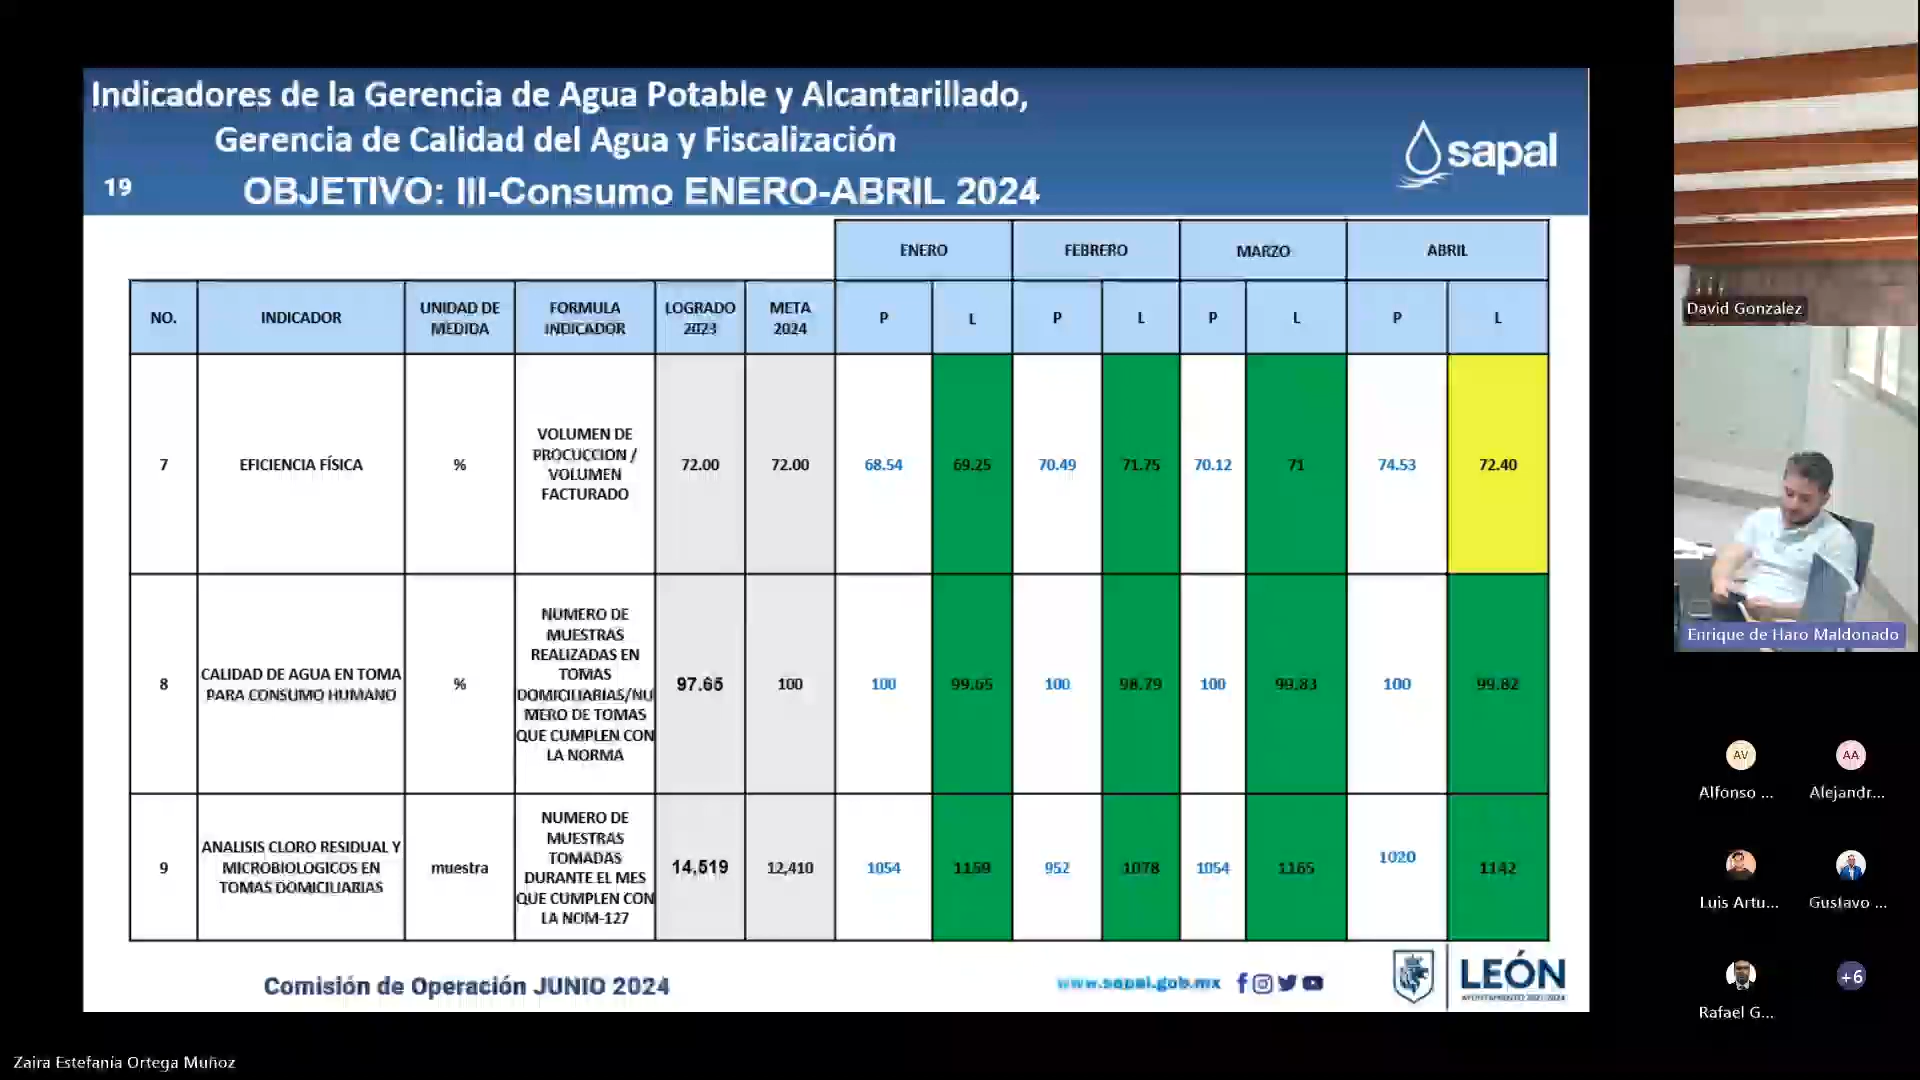 Indicadores de la Gerencia de Agua Potable y Alcantarillado,
Gerencia de Calidad del Agua y Fiscalización
19
OBJETIVO: III-Consumo ENERO-ABRIL 2024
sapal
ENERO
FEBRERO
MARZO
ABRIL
NO.
INDICADOR
UNIDAD DE
MEDIDA
FORMULA
INDICADOR
LOGRADO
2023
META
2024
P
L
P
L
P
L
P
L
7
EFICIENCIA FÍSICA
%
VOLUMEN DE
PROCUCCION /
VOLUMEN
FACTURADO
72.00
72.00
68.54
69.25
70.49
71.75
70.12
71
74.53
72.40
8
CALIDAD DE AGUA EN TOMA
PARA CONSUMO HUMANO
%
NUMERO DE
MUESTRAS
REALIZADAS EN
TOMAS
DOMICILIARIAS/NU
MERO DE TOMAS
QUE CUMPLEN CON
LA NORMA
97.65
100
100
99.65
100
98.79
100
99.83
100
99.82
9
ANALISIS CLORO RESIDUAL Y
MICROBIOLOGICOS EN
TOMAS DOMICILIARIAS
muestra
NUMERO DE
MUESTRAS
TOMADAS
DURANTE EL MES
QUE CUMPLEN CON
LA NOM-127
14,519
12,410
1054
1159
952
1078
1054
1165
1020
1142
Comisión de Operación JUNIO 2024
www.sapal.gob.mx
LEÓN
AYUNTAMIENTO 2021-2024
David Gonzalez
Enrique de Haro Maldonado
AV
AA
Alfonso ...
Alejandr...
Luis Artu...
Gustavo ...
+6
Rafael G...
Zaira Estefanía Ortega Muñoz